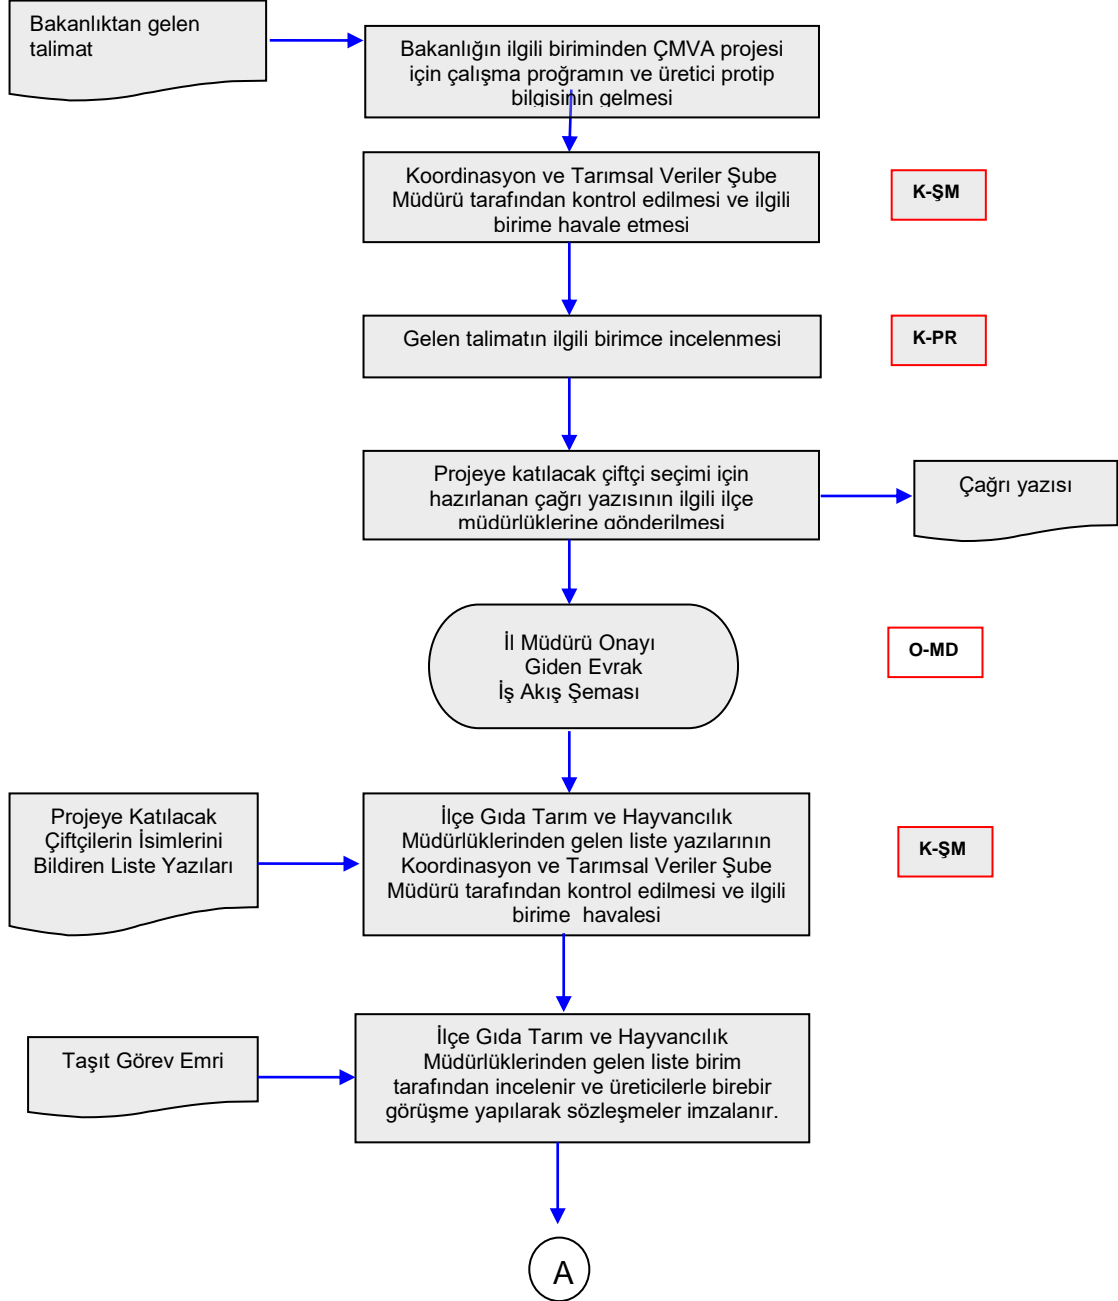 Bakanlıktan gelen
talimat
Bakanlığın ilgili biriminden ÇMVA projesi
için çalışma proğramın ve üretici protip
bilgisinin gelmesi
Koordinasyon ve Tarımsal Veriler Şube
Müdürü tarafından kontrol edilmesi ve ilgili
birime havale etmesi
K-ŞM
Gelen talimatın ilgili birimce incelenmesi
K-PR
Projeye katılacak çiftçi seçimi için
hazırlanan çağrı yazısının ilgili ilçe
müdürlüklerine gönderilmesi
Çağrı yazısı
İl Müdürü Onayı
Giden Evrak
İş Akış Şeması
O-MD
Projeye Katılacak
Çiftçilerin İsimlerini
Bildiren Liste Yazıları
İlçe Gıda Tarım ve Hayvancılık
Müdürlüklerinden gelen liste yazılarının
Koordinasyon ve Tarımsal Veriler Şube
Müdürü tarafından kontrol edilmesi ve ilgili
birime havalesi
K-ŞM
Taşıt Görev Emri
İlçe Gıda Tarım ve Hayvancılık
Müdürlüklerinden gelen liste birim
tarafından incelenir ve üreticilerle birebir
görüşme yapılarak sözleşmeler imzalanır.
A